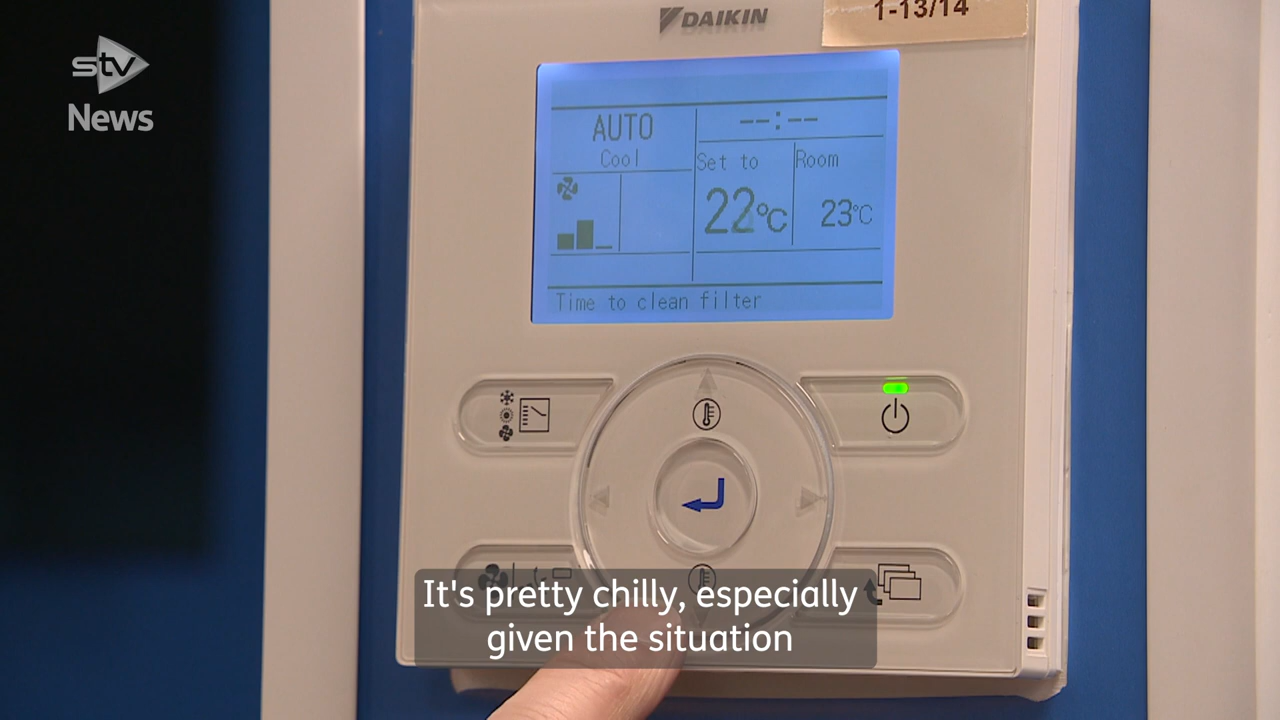 DAIKIN
1-13/14
stv
News
AUTO
--:--
Cool
Set to
Room
22°C
23°C
Time to clean filter
It's pretty chilly, especially
given the situation